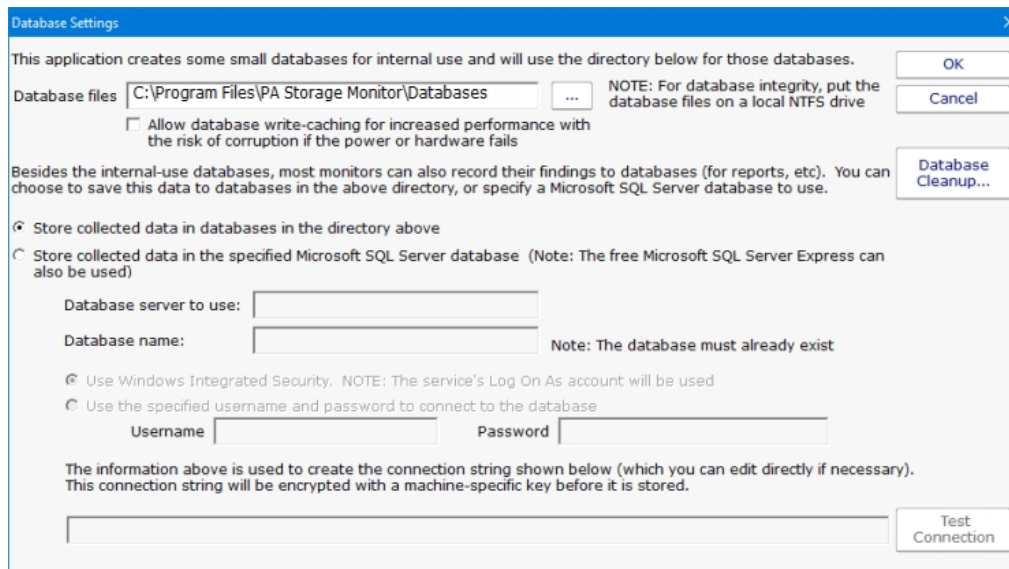 Database Settings
This application creates some small databases for internal use and will use the directory below for those databases.
OK
Database files C:\Program Files\PA Storage Monitor\Databases ... NOTE: For database integrity, put the
database files on a local NTFS drive
Cancel
Allow database write-caching for increased performance with
the risk of corruption if the power or hardware fails
Besides the internal-use databases, most monitors can also record their findings to databases (for reports, etc). You can
choose to save this data to databases in the above directory, or specify a Microsoft SQL Server database to use.
Database
Cleanup...
Store collected data in databases in the directory above
Store collected data in the specified Microsoft SQL Server database (Note: The free Microsoft SQL Server Express can
also be used)
Database server to use:
Database name:
Note: The database must already exist
Use Windows Integrated Security. NOTE: The service's Log On As account will be used
Use the specified username and password to connect to the database
Username Password
The information above is used to create the connection string shown below (which you can edit directly if necessary).
This connection string will be encrypted with a machine-specific key before it is stored.
Test
Connection